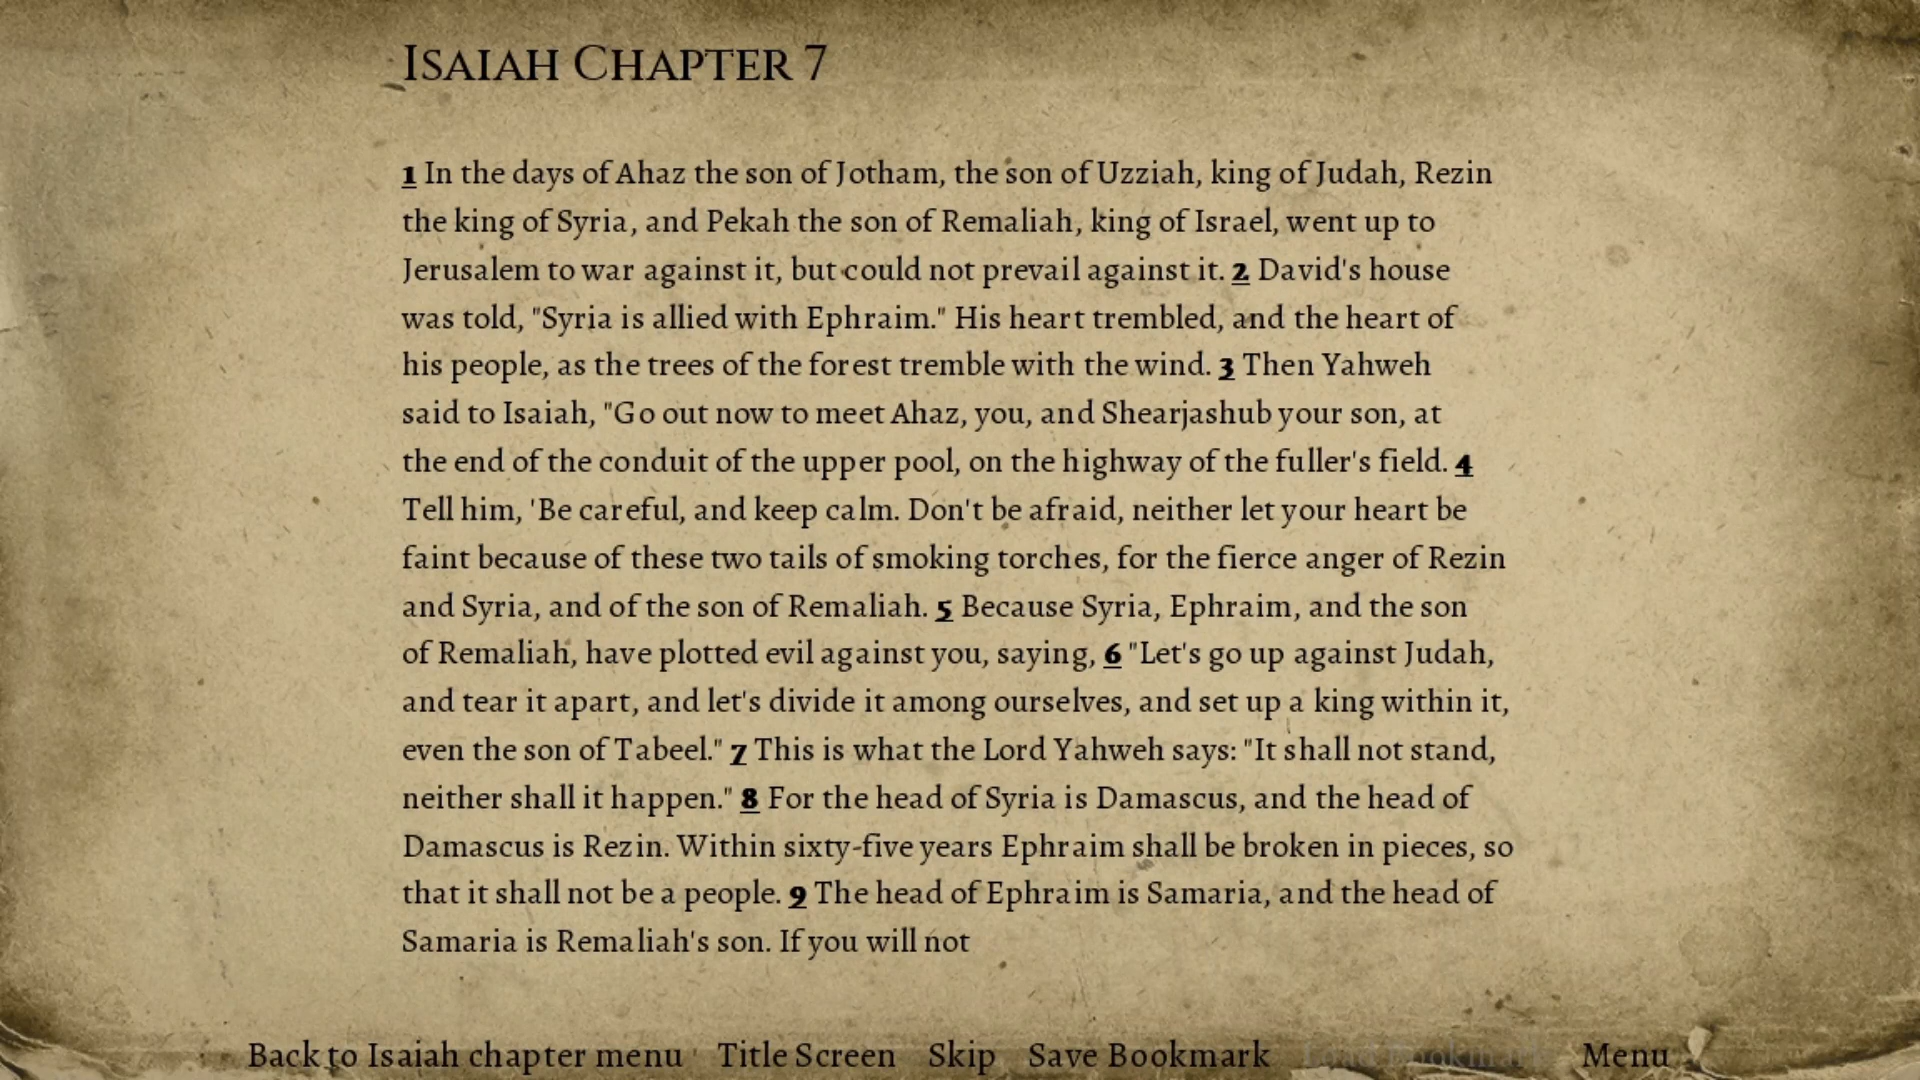 Isaiah Chapter 7
1 In the days of Ahaz the son of Jotham, the son of Uzziah, king of Judah, Rezin
the king of Syria, and Pekah the son of Remaliah, king of Israel, went up to
Jerusalem to war against it, but could not prevail against it. 2 David's house
was told, "Syria is allied with Ephraim." His heart trembled, and the heart of
his people, as the trees of the forest tremble with the wind. 3 Then Yahweh
said to Isaiah, "Go out now to meet Ahaz, you, and Shearjashub your son, at
the end of the conduit of the upper pool, on the highway of the fuller's field. 4
Tell him, 'Be careful, and keep calm. Don't be afraid, neither let your heart be
faint because of these two tails of smoking torches, for the fierce anger of Rezin
and Syria, and of the son of Remaliah. 5 Because Syria, Ephraim, and the son
of Remaliah, have plotted evil against you, saying, 6 "Let's go up against Judah,
and tear it apart, and let's divide it among ourselves, and set up a king within it,
even the son of Tabeel." 7 This is what the Lord Yahweh says: "It shall not stand,
neither shall it happen." 8 For the head of Syria is Damascus, and the head of
Damascus is Rezin. Within sixty-five years Ephraim shall be broken in pieces, so
that it shall not be a people. 9 The head of Ephraim is Samaria, and the head of
Samaria is Remaliah's son. If you will not
Back to Isaiah chapter menu Title Screen Skip Save Bookmark Load Bookmark Menu